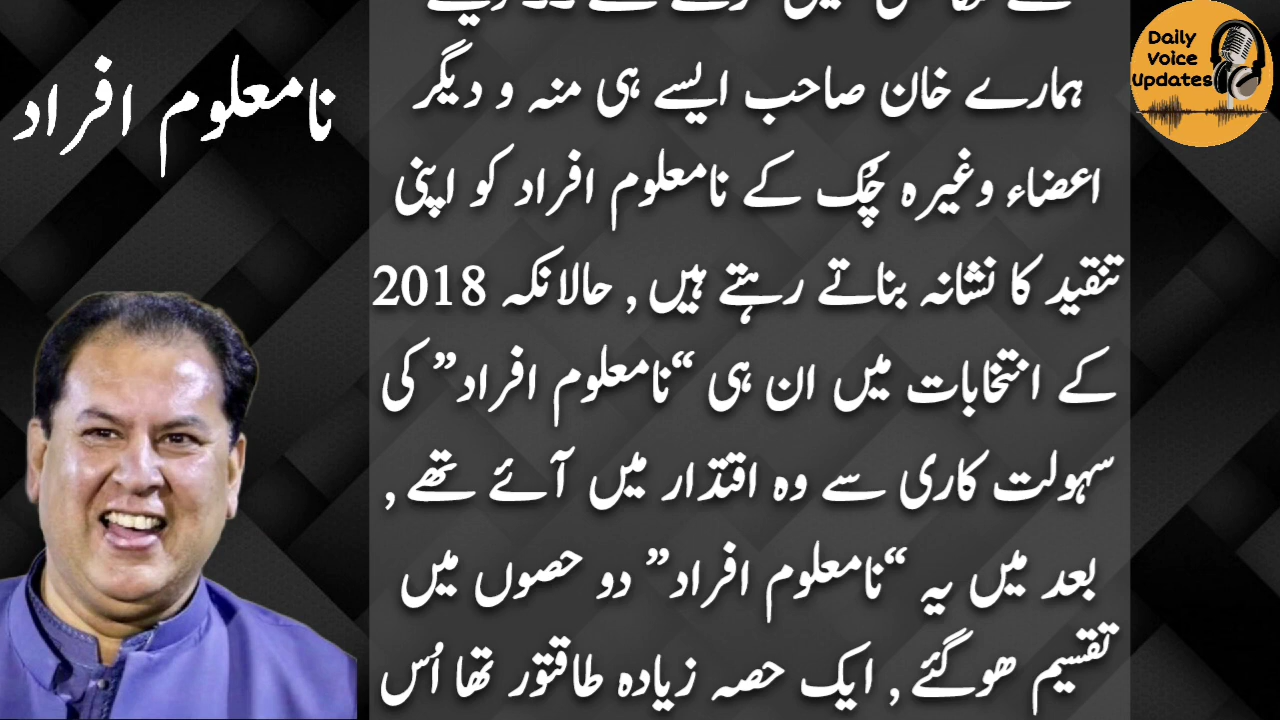 نامعلوم افراد
ہمارے خان صاحب ایسے ہی منہ و دیگر
اعضاء وغیرہ چُک کے نامعلوم افراد کو اپنی
تنقید کا نشانہ بناتے رہتے ہیں , حالانکہ 2018
کے انتخابات میں ان ہی “نامعلوم افراد” کی
سہولت کاری سے وہ اقتدار میں آئے تھے ,
بعد میں یہ “نامعلوم افراد” دو حصوں میں
تقسیم ھوگئے , ایک حصہ زیادہ طاقتور تھا اُس
Daily
Voice
Updates